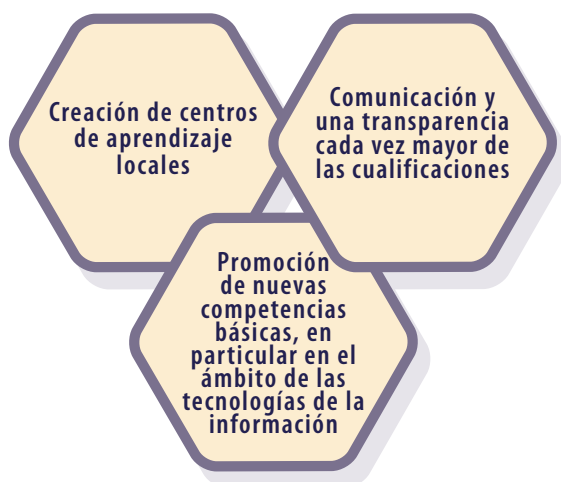 Creación de centros
de aprendizaje
locales
Comunicación y
una transparencia
cada vez mayor de
las cualificaciones
Promoción
de nuevas
competencias
básicas, en
particular en el
ámbito de las
tecnologías de la
información